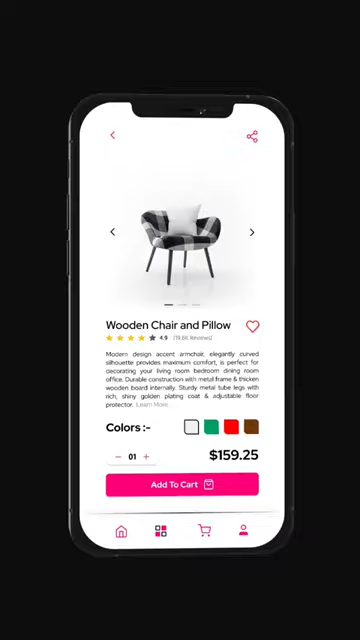 Wooden Chair and Pillow
4.9 (19.6K Reviews)
Modern design accent armchair, elegantly curved
silhouette provides maximum comfort, is perfect for
decorating your living room bedroom dining room
office. Durable construction with metal frame & thicken
wooden board internally. Sturdy metal tube legs with
rich, shiny golden plating coat & adjustable floor
protector. Learn More..
Colors :-
− 01 +
$159.25
Add To Cart